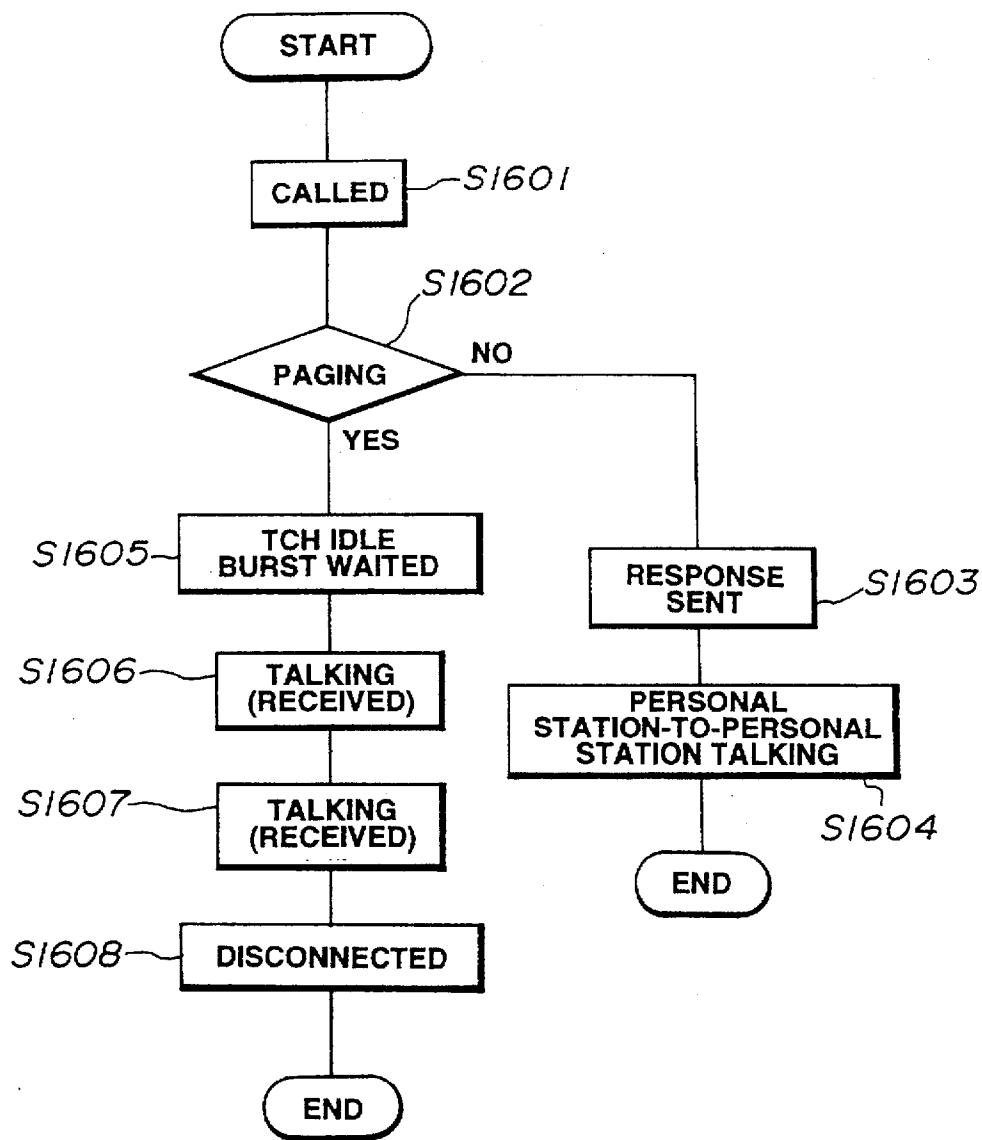 START
CALLED
S1601
S1602
PAGING
NO
YES
TCH IDLE
BURST WAITED
S1605
RESPONSE
SENT
S1603
S1606
TALKING
(RECEIVED)
PERSONAL
STATION-TO-PERSONAL
STATION TALKING
S1604
S1607
TALKING
(RECEIVED)
END
S1608
DISCONNECTED
END